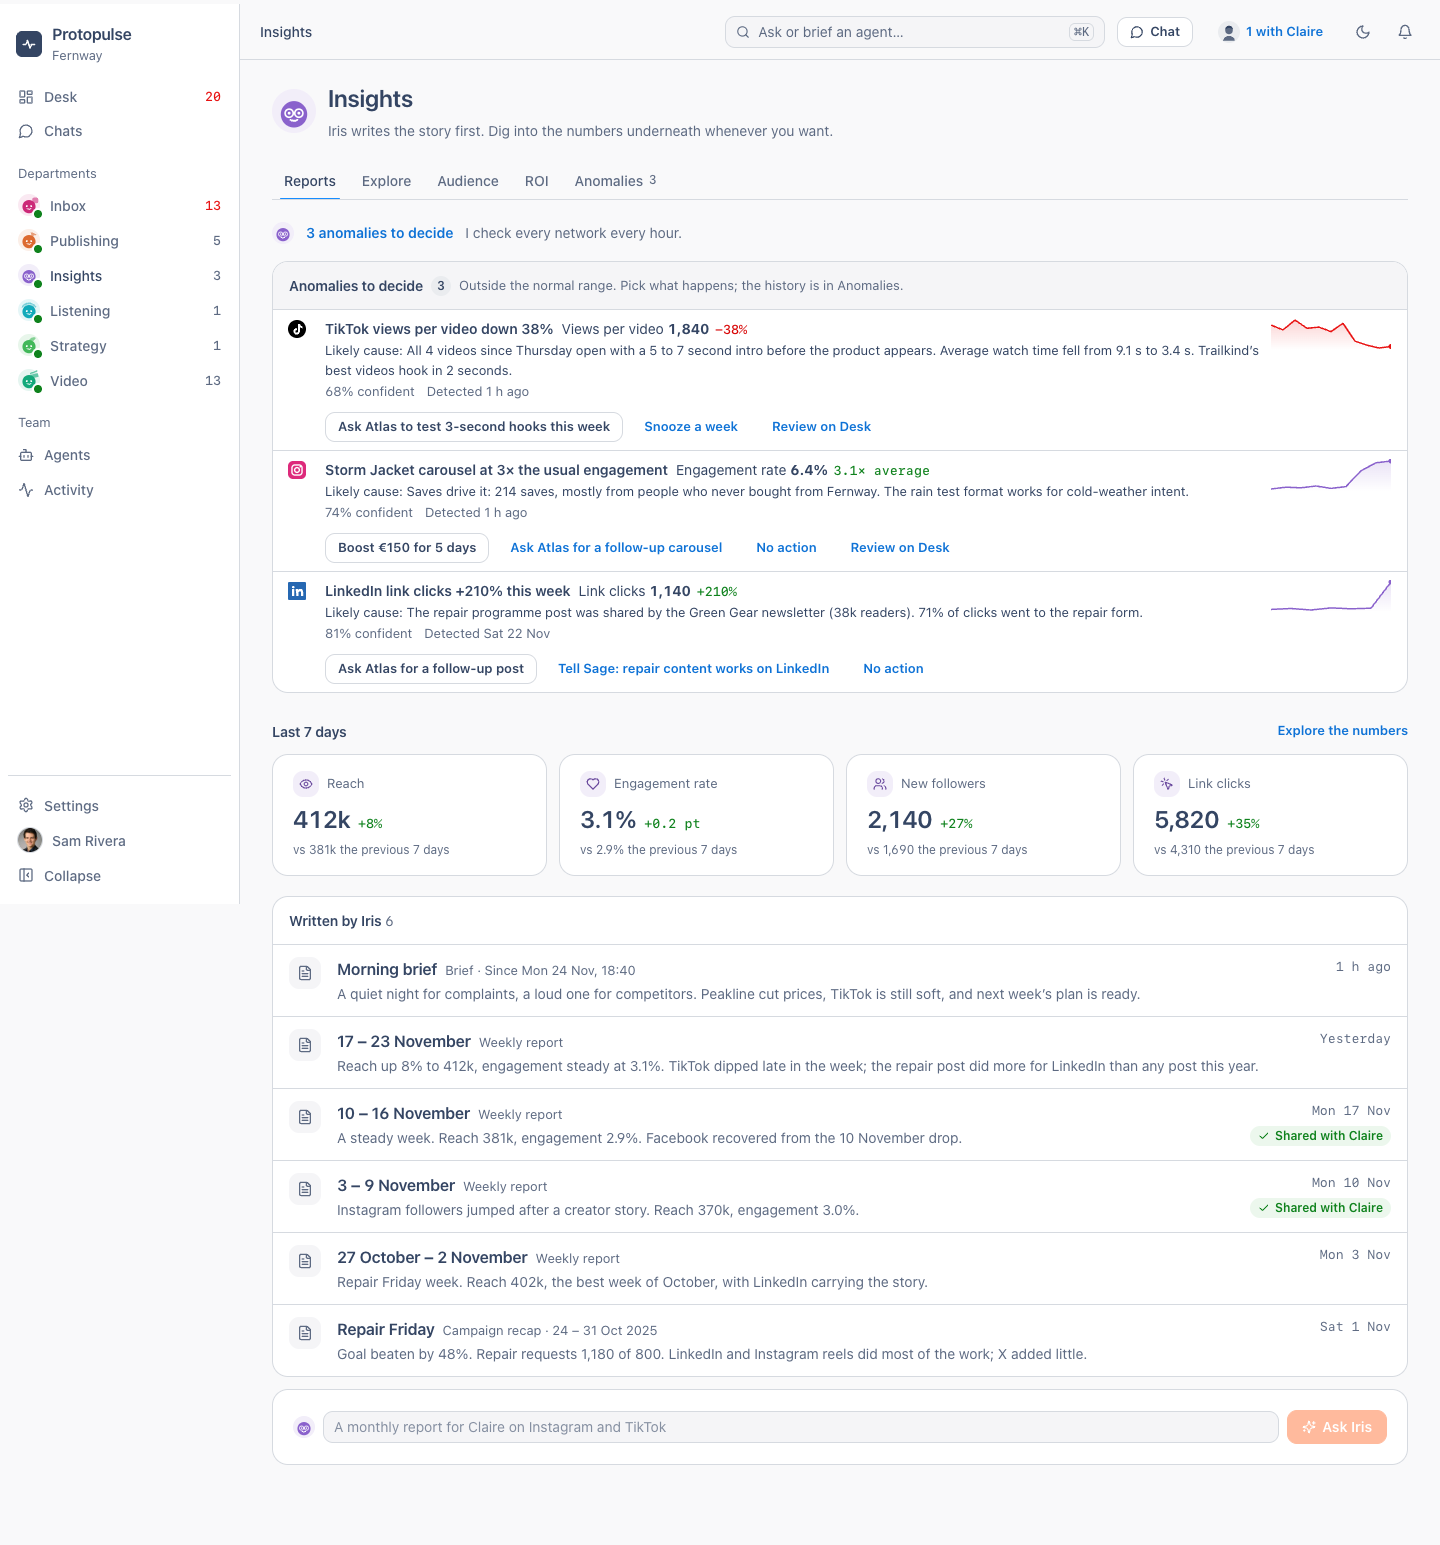 Protopulse
Fernway
Desk 20
Chats
Departments
Inbox 13
Publishing 5
Insights 3
Listening 1
Strategy 1
Video 13
Team
Agents
Activity
Settings
Sam Rivera
Collapse
Insights
Ask or brief an agent… ⌘K
Chat
1 with Claire
Insights
Iris writes the story first. Dig into the numbers underneath whenever you want.
Reports Explore Audience ROI Anomalies 3
3 anomalies to decide I check every network every hour.
Anomalies to decide 3 Outside the normal range. Pick what happens; the history is in Anomalies.
TikTok views per video down 38% Views per video 1,840 −38%
Likely cause: All 4 videos since Thursday open with a 5 to 7 second intro before the product appears. Average watch time fell from 9.1 s to 3.4 s. Trailkind’s
best videos hook in 2 seconds.
68% confident Detected 1 h ago
Ask Atlas to test 3-second hooks this week Snooze a week Review on Desk
Storm Jacket carousel at 3× the usual engagement Engagement rate 6.4% 3.1× average
Likely cause: Saves drive it: 214 saves, mostly from people who never bought from Fernway. The rain test format works for cold-weather intent.
74% confident Detected 1 h ago
Boost €150 for 5 days Ask Atlas for a follow-up carousel No action Review on Desk
LinkedIn link clicks +210% this week Link clicks 1,140 +210%
Likely cause: The repair programme post was shared by the Green Gear newsletter (38k readers). 71% of clicks went to the repair form.
81% confident Detected Sat 22 Nov
Ask Atlas for a follow-up post Tell Sage: repair content works on LinkedIn No action
Last 7 days Explore the numbers
Reach
412k +8%
vs 381k the previous 7 days
Engagement rate
3.1% +0.2 pt
vs 2.9% the previous 7 days
New followers
2,140 +27%
vs 1,690 the previous 7 days
Link clicks
5,820 +35%
vs 4,310 the previous 7 days
Written by Iris 6
Morning brief Brief · Since Mon 24 Nov, 18:40 1 h ago
A quiet night for complaints, a loud one for competitors. Peakline cut prices, TikTok is still soft, and next week’s plan is ready.
17 – 23 November Weekly report Yesterday
Reach up 8% to 412k, engagement steady at 3.1%. TikTok dipped late in the week; the repair post did more for LinkedIn than any post this year.
10 – 16 November Weekly report Mon 17 Nov
A steady week. Reach 381k, engagement 2.9%. Facebook recovered from the 10 November drop. Shared with Claire
3 – 9 November Weekly report Mon 10 Nov
Instagram followers jumped after a creator story. Reach 370k, engagement 3.0%. Shared with Claire
27 October – 2 November Weekly report Mon 3 Nov
Repair Friday week. Reach 402k, the best week of October, with LinkedIn carrying the story.
Repair Friday Campaign recap · 24 – 31 Oct 2025 Sat 1 Nov
Goal beaten by 48%. Repair requests 1,180 of 800. LinkedIn and Instagram reels did most of the work; X added little.
A monthly report for Claire on Instagram and TikTok Ask Iris